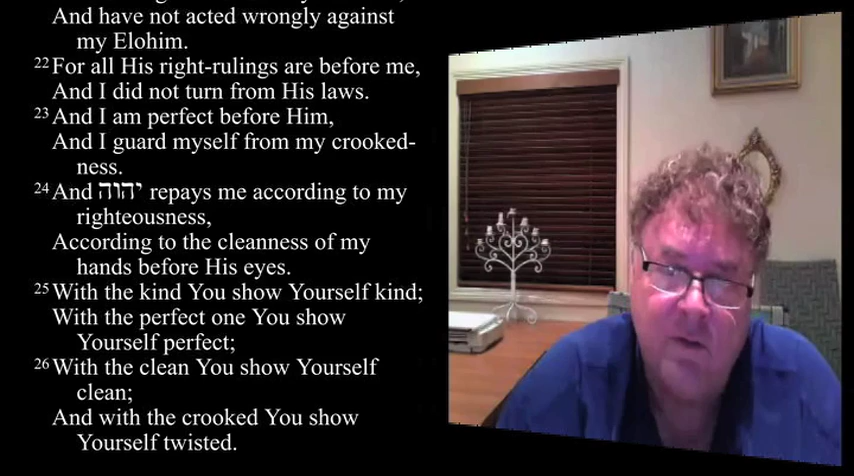 And have not acted wrongly against
my Elohim.
22 For all His right-rulings are before me,
And I did not turn from His laws.
23 And I am perfect before Him,
And I guard myself from my crooked-
ness.
24 And יהוה repays me according to my
righteousness,
According to the cleanness of my
hands before His eyes.
25 With the kind You show Yourself kind;
With the perfect one You show
Yourself perfect;
26 With the clean You show Yourself
clean;
And with the crooked You show
Yourself twisted.